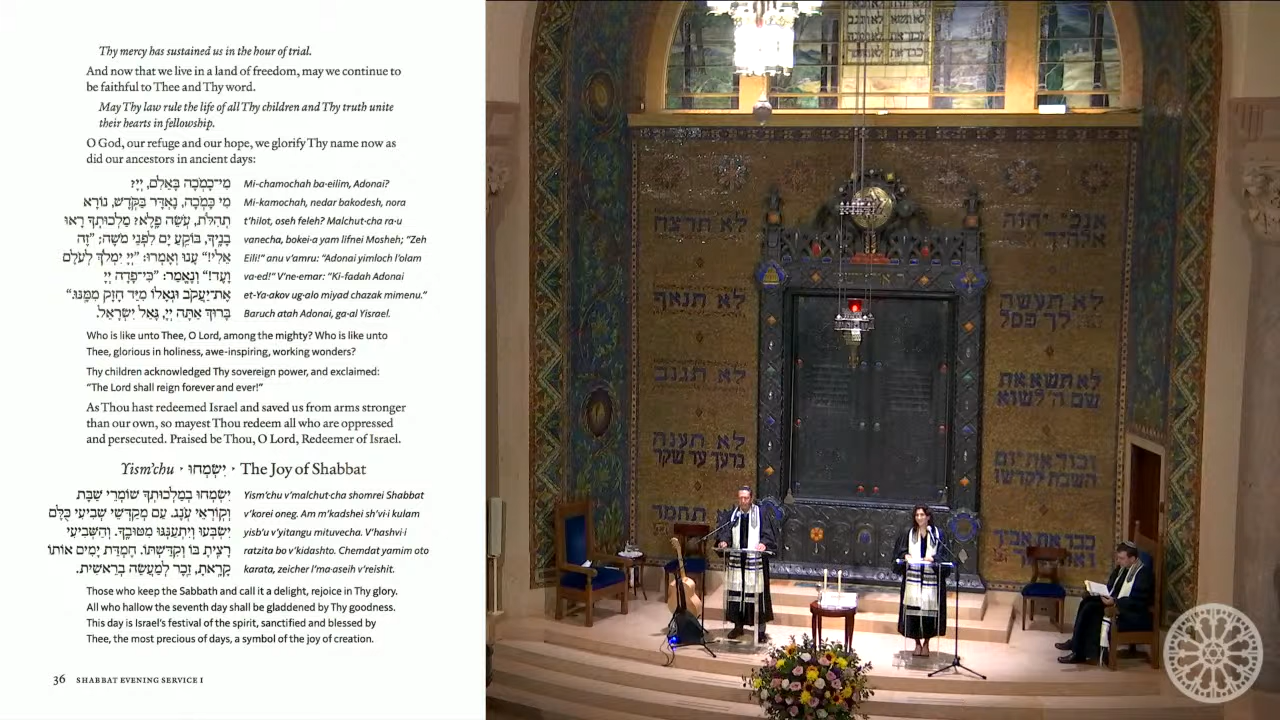 Thy mercy has sustained us in the hour of trial.
And now that we live in a land of freedom, may we continue to
be faithful to Thee and Thy word.
May Thy law rule the life of all Thy children and Thy truth unite
their hearts in fellowship.
O God, our refuge and our hope, we glorify Thy name now as
did our ancestors in ancient days:
מִי־כָמֹֽכָה בָּאֵלִם, יְיָ?
מִי כָּמֹֽכָה, נֶאְדָּר בַּקֹּֽדֶשׁ, נוֹרָא
תְהִלֹּת, עֹֽשֵׂה פֶֽלֶא? מַלְכוּתְךָ רָאוּ
בָנֶֽיךָ, בּוֹקֵֽעַ יָם לִפְנֵי מֹשֶׁה; ”זֶה
אֵלִי!“ עָנוּ וְאָמְרוּ: ”יְיָ יִמְלֹךְ לְעֹלָם
וָעֶד!“ וְנֶאֱמַר: ”כִּי־פָדָה יְיָ
אֶת־יַעֲקֹב וּגְאָלוֹ מִיַּד חָזָק מִמֶּֽנּוּ.“
בָּרוּךְ אַתָּה יְיָ, גָּאַל יִשְׂרָאֵל.
Mi-chamochah ba-eilim, Adonai?
Mi-kamochah, nedar bakodesh, nora
t’hilot, oseh feleh? Malchut-cha ra-u
vanecha, bokei-a yam lifnei Mosheh; “Zeh
Eili!” anu v’amru: “Adonai yimloch l’olam
va-ed!” V’ne-emar: “Ki-fadah Adonai
et-Ya-akov ug-alo miyad chazak mimenu.”
Baruch atah Adonai, ga-al Yisrael.
Who is like unto Thee, O Lord, among the mighty? Who is like unto
Thee, glorious in holiness, awe-inspiring, working wonders?
Thy children acknowledged Thy sovereign power, and exclaimed:
“The Lord shall reign forever and ever!”
As Thou hast redeemed Israel and saved us from arms stronger
than our own, so mayest Thou redeem all who are oppressed
and persecuted. Praised be Thou, O Lord, Redeemer of Israel.
Yism’chu · יִשְׂמְחוּ · The Joy of Shabbat
יִשְׂמְחוּ בְמַלְכוּתְךָ שׁוֹמְרֵי שַׁבָּת
וְקוֹרְאֵי עֹֽנֶג. עַם מְקַדְּשֵׁי שְׁבִיעִי כֻּלָּם
יִשְׂבְּעוּ וְיִתְעַנְּגוּ מִטּוּבֶֽךָ. וְהַשְּׁבִיעִי
רָצִֽיתָ בּוֹ וְקִדַּשְׁתּוֹ. חֶמְדַּת יָמִים אוֹתוֹ
קָרָֽאתָ, זֵֽכֶר לְמַעֲשֵׂה בְרֵאשִׁית.
Yism’chu v’malchut-cha shomrei Shabbat
v’korei oneg. Am m’kadshei sh’vi-i kulam
yisb’u v’yitangu mituvecha. V’hashvi-i
ratzita bo v’kidashto. Chemdat yamim oto
karata, zeicher l’ma-aseih v’reishit.
Those who keep the Sabbath and call it a delight, rejoice in Thy glory.
All who hallow the seventh day shall be gladdened by Thy goodness.
This day is Israel’s festival of the spirit, sanctified and blessed by
Thee, the most precious of days, a symbol of the joy of creation.
36 SHABBAT EVENING SERVICE I
אנכי יהוה
אלהיך
לא תעשה
לך פסל
לא תשא את
שם ה׳ לשוא
זכור את יום
השבת לקדשו
כבד את אביך
לא תרצח
לא תנאף
לא תגנב
לא תענה
ברעך עד שקר
לא תחמד